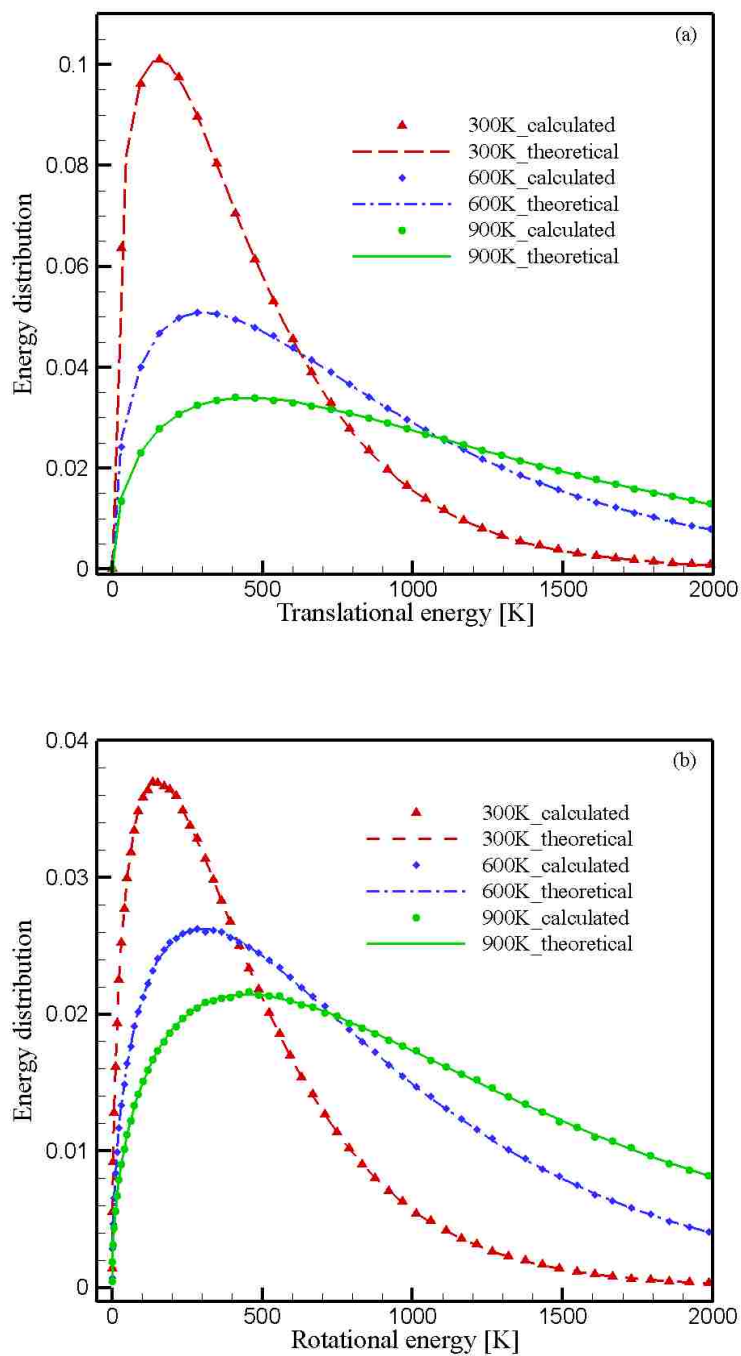 (a)
0.1
0.08
0.06
0.04
0.02
0
Energy distribution
300K_calculated
300K_theoretical
600K_calculated
600K_theoretical
900K_calculated
900K_theoretical
0 500 1000 1500 2000
Translational energy [K]
(b)
0.04
0.03
0.02
0.01
0
Energy distribution
300K_calculated
300K_theoretical
600K_calculated
600K_theoretical
900K_calculated
900K_theoretical
0 500 1000 1500 2000
Rotational energy [K]